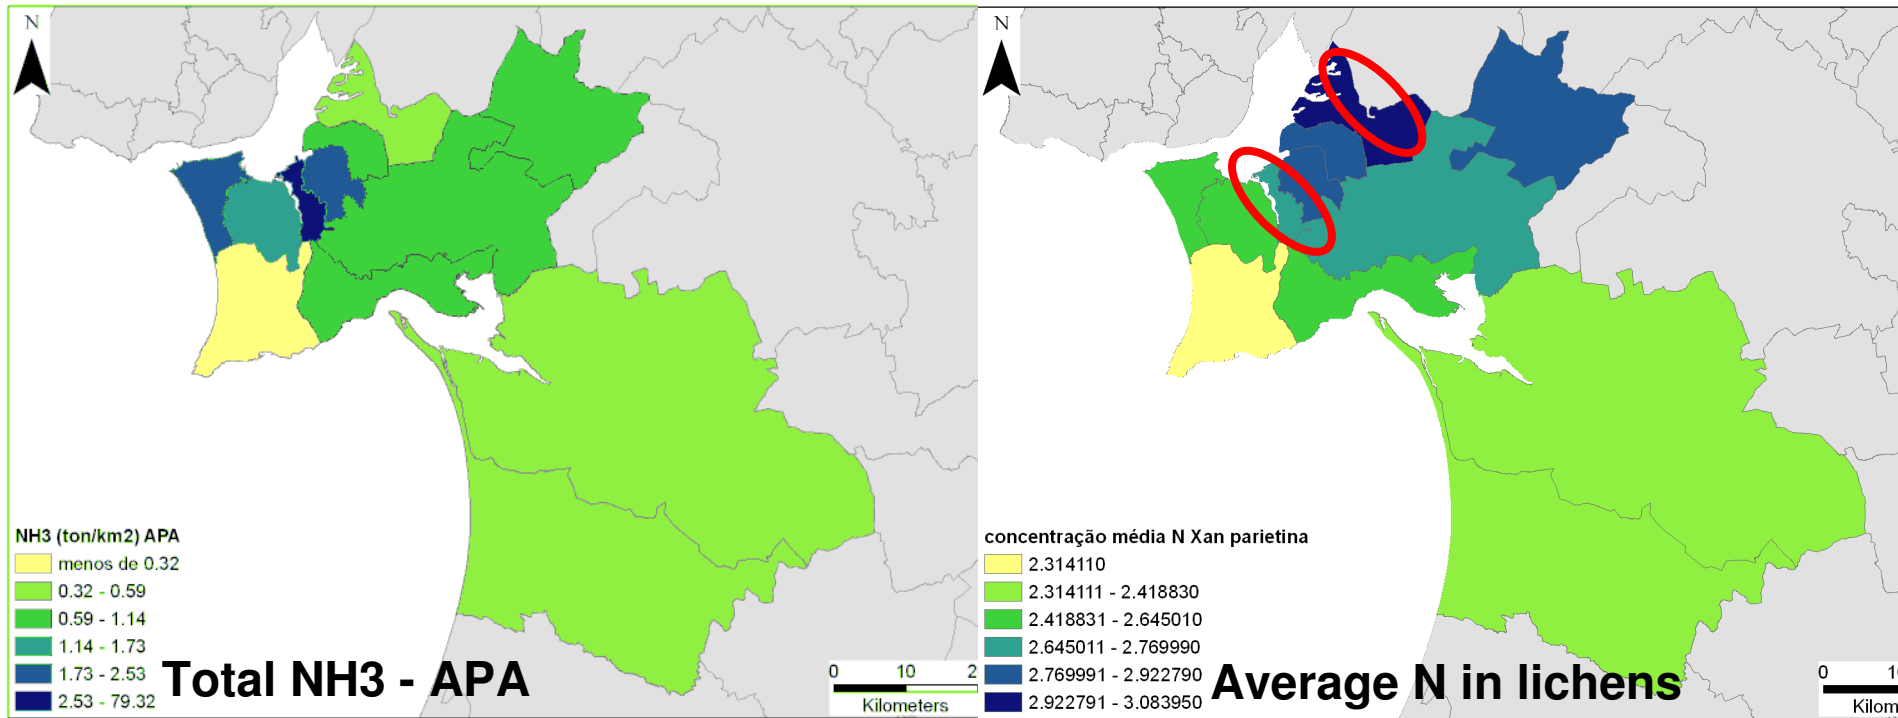 N
NH3 (ton/km2) APA
menos de 0.32
0.32 - 0.59
0.59 - 1.14
1.14 - 1.73
1.73 - 2.53
2.53 - 79.32
Total NH3 - APA
0 10 2
Kilometers
N
concentração média N Xan parietina
2.314110
2.314111 - 2.418830
2.418831 - 2.645010
2.645011 - 2.769990
2.769991 - 2.922790
2.922791 - 3.083950
Average N in lichens
0 10
Kilom